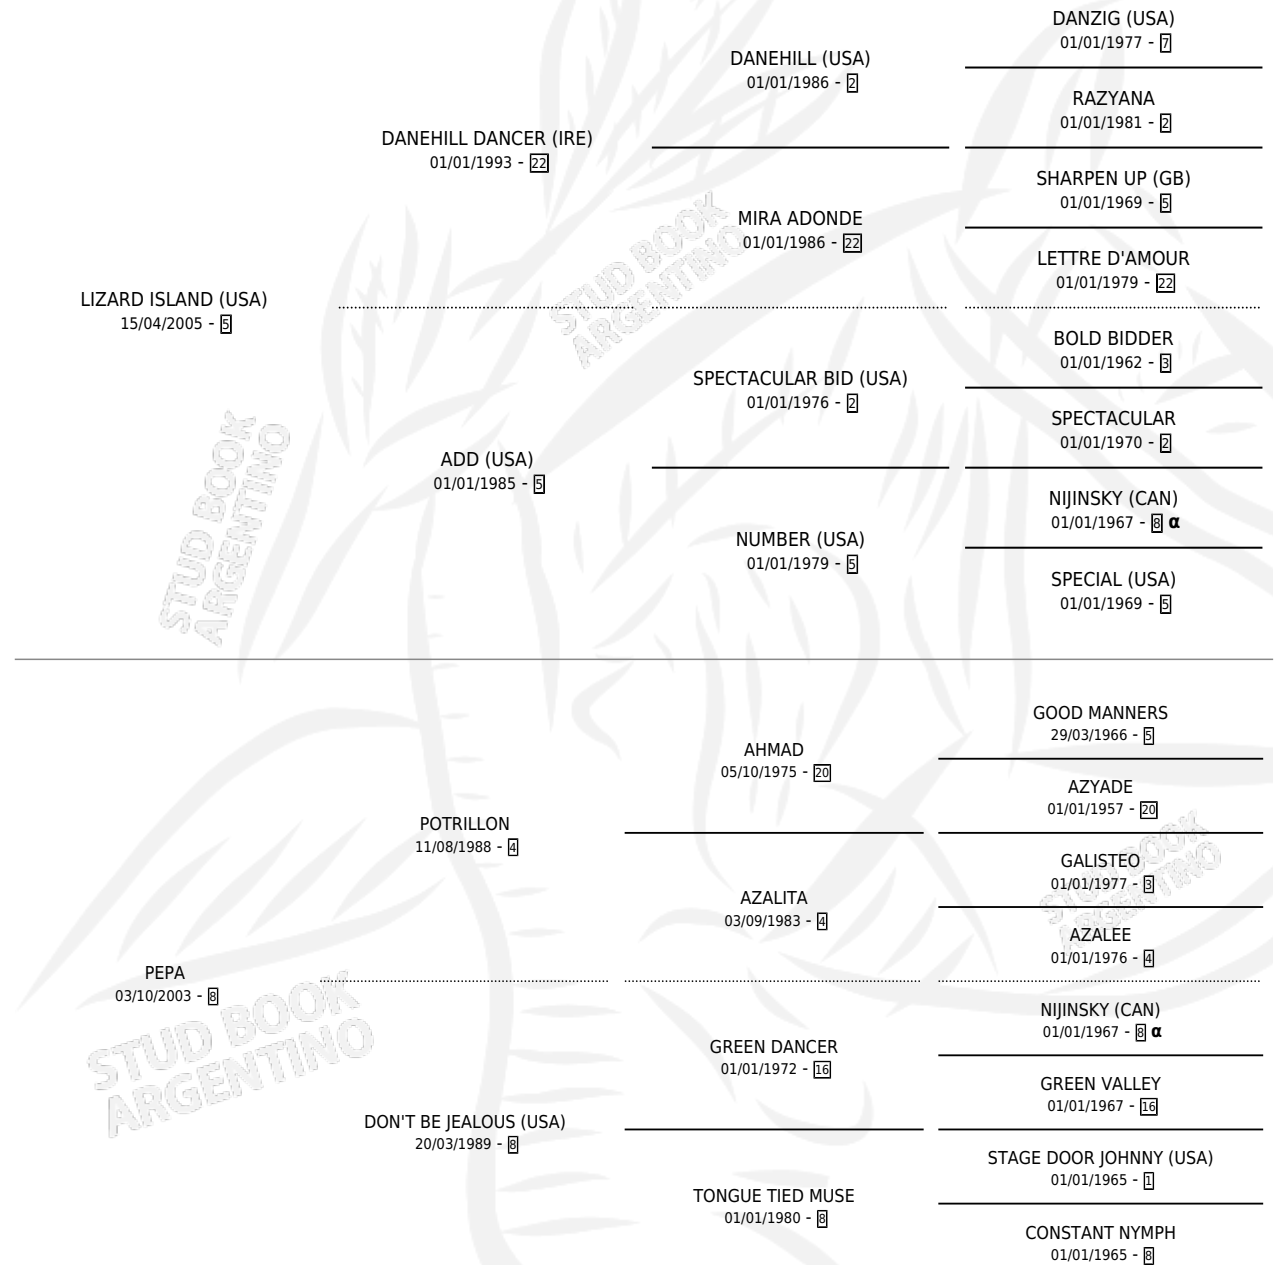 DANZIG (USA)
01/01/1977 - 7
DANEHILL (USA)
01/01/1986 - 2
RAZYANA
01/01/1981 - 2
DANEHILL DANCER (IRE)
01/01/1993 - 22
SHARPEN UP (GB)
01/01/1969 - 5
MIRA ADONDE
01/01/1986 - 22
LETTRE D'AMOUR
01/01/1979 - 22
STUD BOOK
ARGENTINO
LIZARD ISLAND (USA)
15/04/2005 - 5
BOLD BIDDER
01/01/1962 - 3
SPECTACULAR BID (USA)
01/01/1976 - 2
SPECTACULAR
01/01/1970 - 2
ADD (USA)
01/01/1985 - 5
NIJINSKY (CAN)
01/01/1967 - 8 α
NUMBER (USA)
01/01/1979 - 5
SPECIAL (USA)
01/01/1969 - 5
STUD BOOK
ARGENTINO
GOOD MANNERS
29/03/1966 - 5
AHMAD
05/10/1975 - 20
AZYADE
01/01/1957 - 20
POTRILLON
11/08/1988 - 4
GALISTEO
01/01/1977 - 3
AZALITA
03/09/1983 - 4
AZALEE
01/01/1976 - 4
STUD BOOK
ARGENTINO
PEPA
03/10/2003 - 8
NIJINSKY (CAN)
01/01/1967 - 8 α
GREEN DANCER
01/01/1972 - 16
GREEN VALLEY
01/01/1967 - 16
STUD BOOK
ARGENTINO
DON'T BE JEALOUS (USA)
20/03/1989 - 8
STAGE DOOR JOHNNY (USA)
01/01/1965 - 1
TONGUE TIED MUSE
01/01/1980 - 8
CONSTANT NYMPH
01/01/1965 - 8